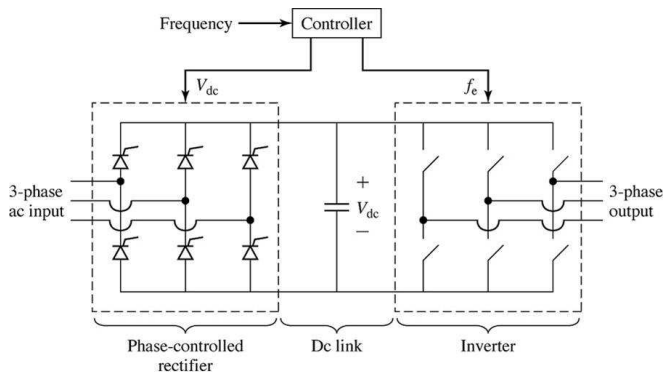 Frequency
Controller
V_dc
f_e
3-phase
ac input
+
V_dc
−
3-phase
output
Phase-controlled
rectifier
Dc link
Inverter